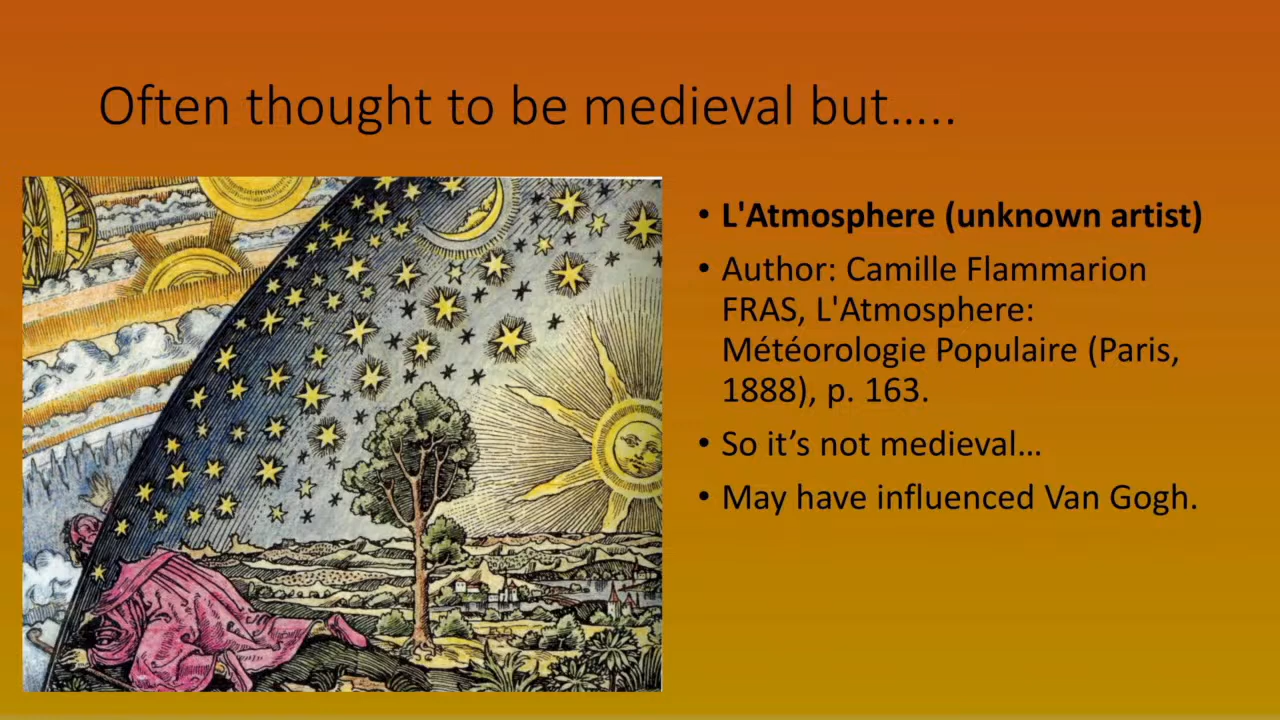 Often thought to be medieval but…..
• L'Atmosphere (unknown artist)
• Author: Camille Flammarion
FRAS, L'Atmosphere:
Météorologie Populaire (Paris,
1888), p. 163.
• So it’s not medieval…
• May have influenced Van Gogh.